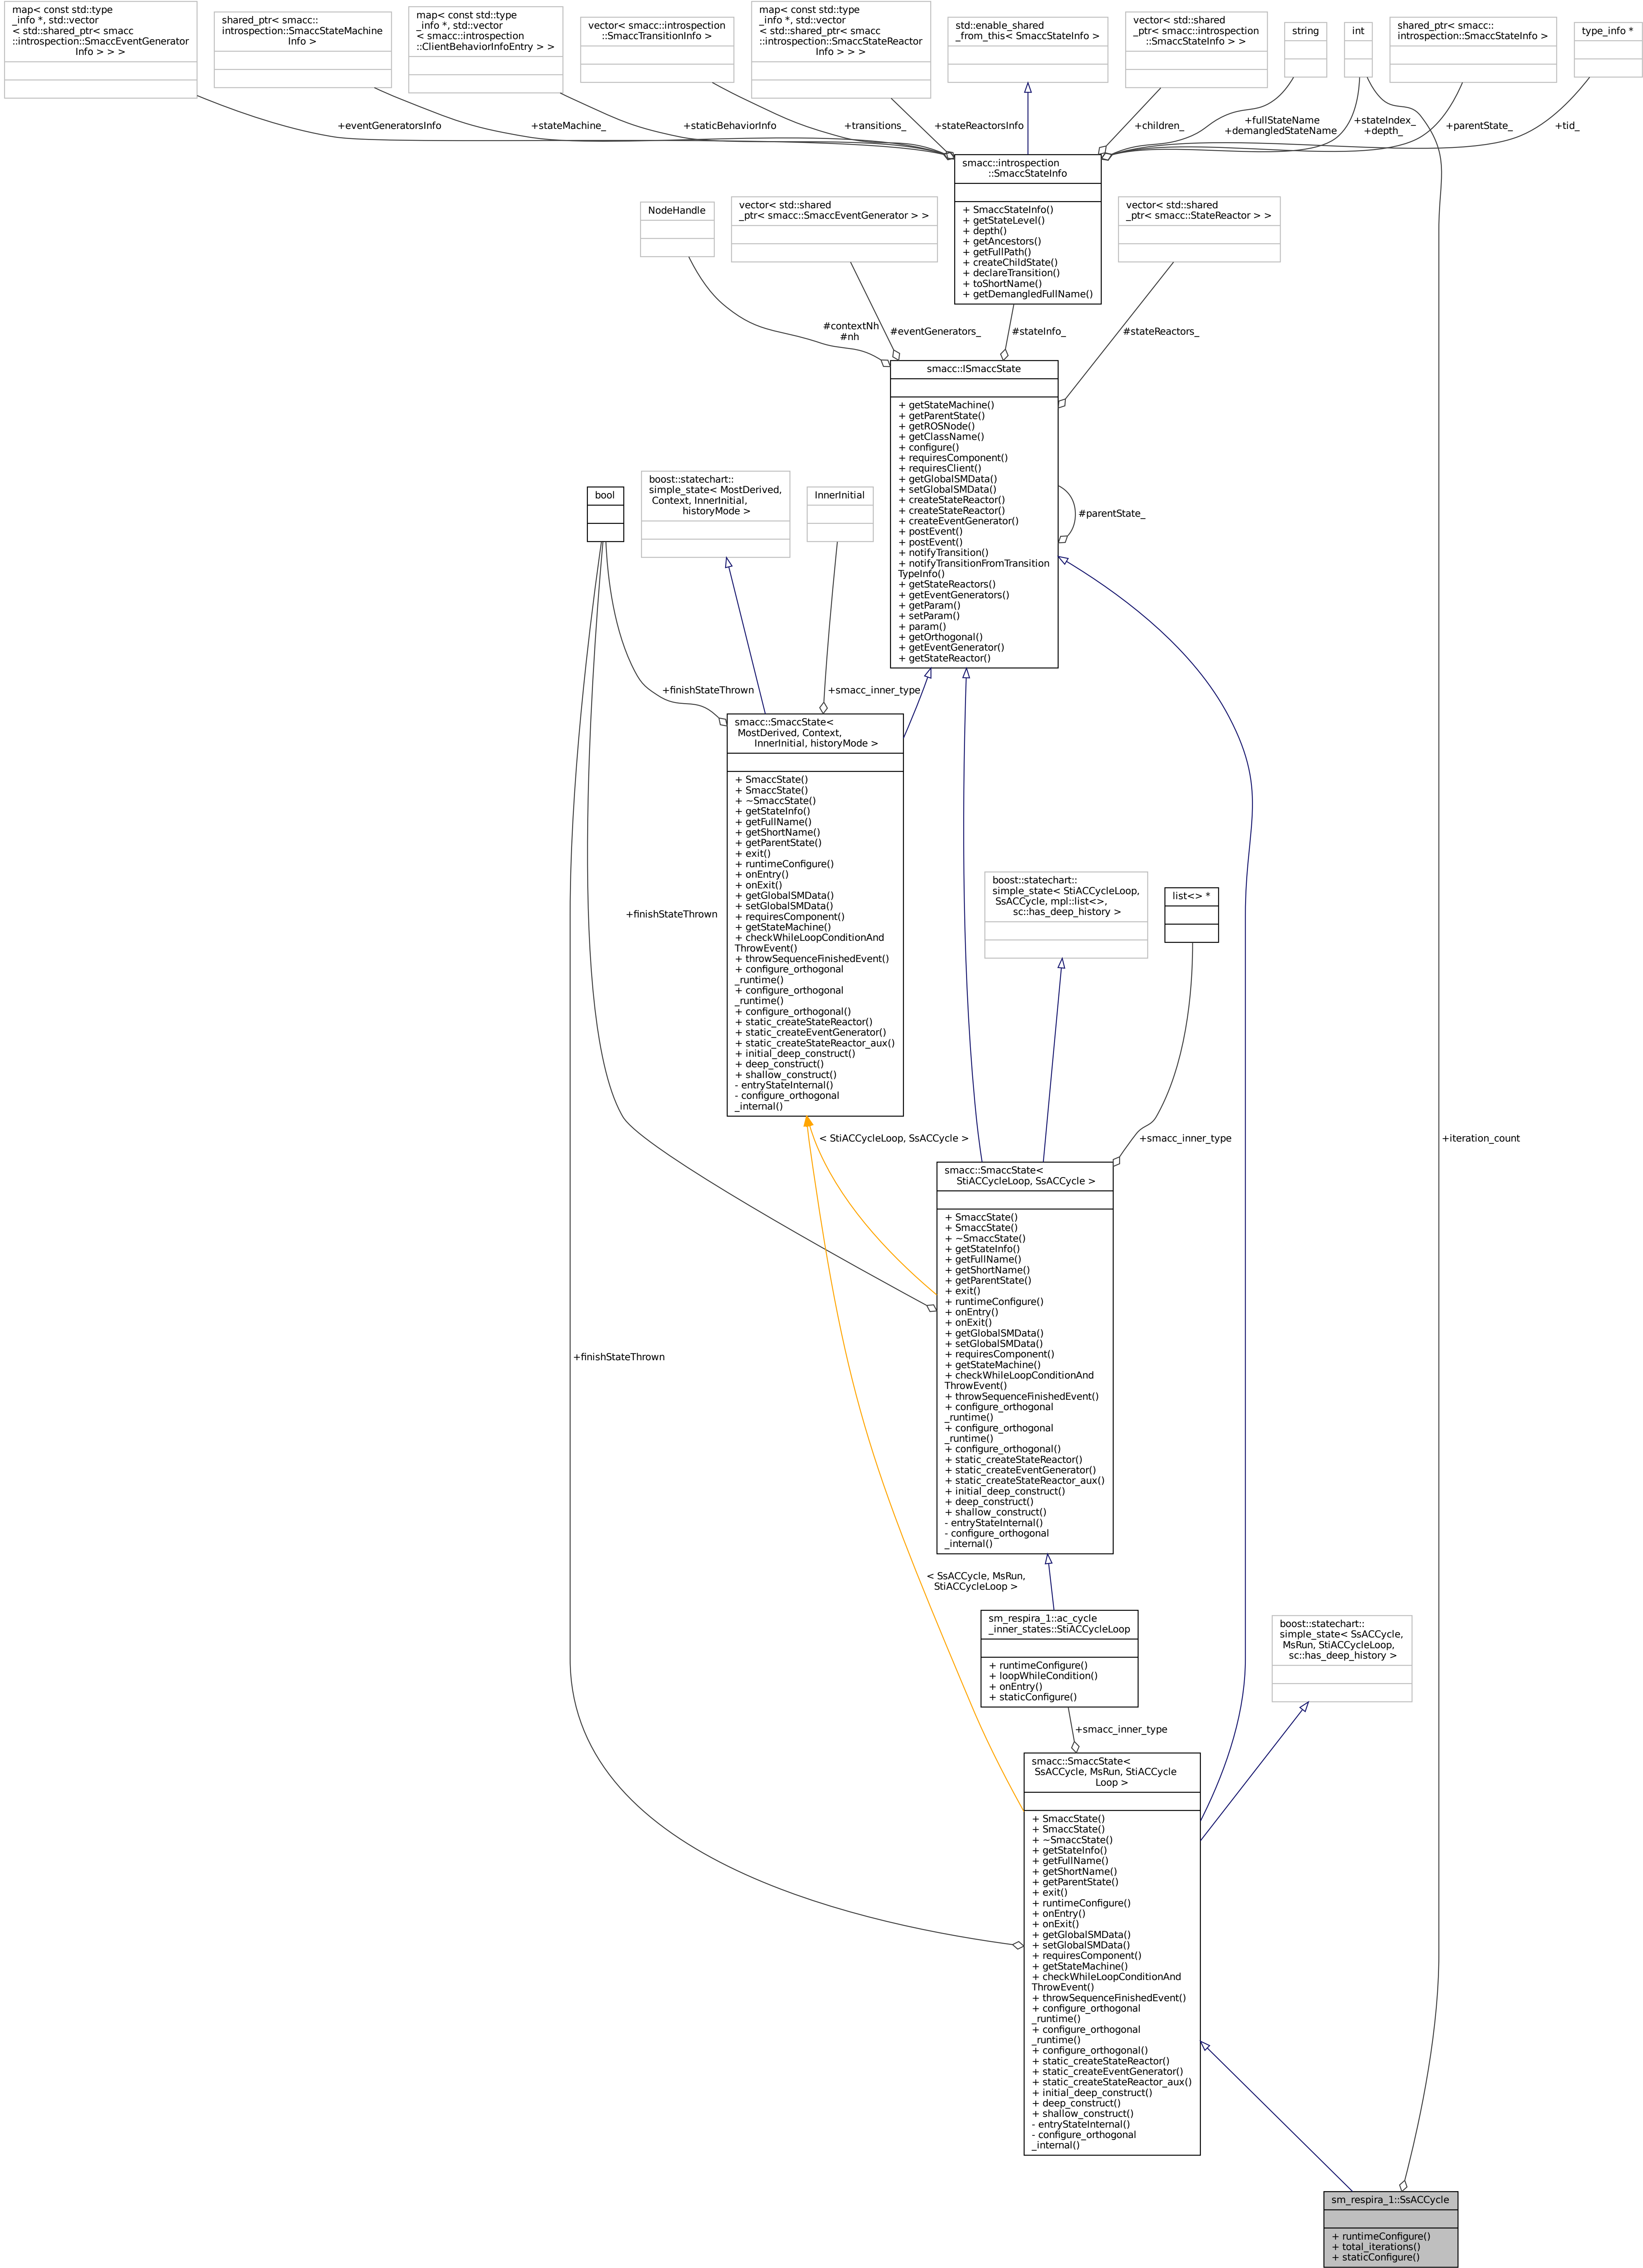 map< const std::type
_info *, std::vector
< std::shared_ptr< smacc
::introspection::SmaccEventGenerator
Info > > >
shared_ptr< smacc::
introspection::SmaccStateMachine
Info >
map< const std::type
_info *, std::vector
< smacc::introspection
::ClientBehaviorInfoEntry > >
vector< smacc::introspection
::SmaccTransitionInfo >
map< const std::type
_info *, std::vector
< std::shared_ptr< smacc
::introspection::SmaccStateReactor
Info > > >
std::enable_shared
_from_this< SmaccStateInfo >
vector< std::shared
_ptr< smacc::introspection
::SmaccStateInfo > >
string
int
shared_ptr< smacc::
introspection::SmaccStateInfo >
type_info *
+eventGeneratorsInfo
+stateMachine_
+staticBehaviorInfo
+transitions_
+stateReactorsInfo
+children_
+fullStateName
+demangledStateName
+stateIndex_
+depth_
+parentState_
+tid_
smacc::introspection
::SmaccStateInfo
+ SmaccStateInfo()
+ getStateLevel()
+ depth()
+ getAncestors()
+ getFullPath()
+ createChildState()
+ declareTransition()
+ toShortName()
+ getDemangledFullName()
NodeHandle
vector< std::shared
_ptr< smacc::SmaccEventGenerator > >
vector< std::shared
_ptr< smacc::StateReactor > >
#contextNh
#nh
#eventGenerators_
#stateInfo_
#stateReactors_
smacc::ISmaccState
+ getStateMachine()
+ getParentState()
+ getROSNode()
+ getClassName()
+ configure()
+ requiresComponent()
+ requiresClient()
+ getGlobalSMData()
+ setGlobalSMData()
+ createStateReactor()
+ createStateReactor()
+ createEventGenerator()
+ postEvent()
+ postEvent()
+ notifyTransition()
+ notifyTransitionFromTransition
TypeInfo()
+ getStateReactors()
+ getEventGenerators()
+ getParam()
+ setParam()
+ param()
+ getOrthogonal()
+ getEventGenerator()
+ getStateReactor()
#parentState_
bool
boost::statechart::
simple_state< MostDerived,
Context, InnerInitial,
historyMode >
InnerInitial
+finishStateThrown
+smacc_inner_type
smacc::SmaccState<
MostDerived, Context,
InnerInitial, historyMode >
+ SmaccState()
+ SmaccState()
+ ~SmaccState()
+ getStateInfo()
+ getFullName()
+ getShortName()
+ getParentState()
+ exit()
+ runtimeConfigure()
+ onEntry()
+ onExit()
+ getGlobalSMData()
+ setGlobalSMData()
+ requiresComponent()
+ getStateMachine()
+ checkWhileLoopConditionAnd
ThrowEvent()
+ throwSequenceFinishedEvent()
+ configure_orthogonal
_runtime()
+ configure_orthogonal
_runtime()
+ configure_orthogonal()
+ static_createStateReactor()
+ static_createEventGenerator()
+ static_createStateReactor_aux()
+ initial_deep_construct()
+ deep_construct()
+ shallow_construct()
- entryStateInternal()
- configure_orthogonal
_internal()
+finishStateThrown
boost::statechart::
simple_state< StiACCycleLoop,
SsACCycle, mpl::list<>,
sc::has_deep_history >
list<> *
< StiACCycleLoop, SsACCycle >
+smacc_inner_type
+iteration_count
smacc::SmaccState<
StiACCycleLoop, SsACCycle >
+ SmaccState()
+ SmaccState()
+ ~SmaccState()
+ getStateInfo()
+ getFullName()
+ getShortName()
+ getParentState()
+ exit()
+ runtimeConfigure()
+ onEntry()
+ onExit()
+ getGlobalSMData()
+ setGlobalSMData()
+ requiresComponent()
+ getStateMachine()
+ checkWhileLoopConditionAnd
ThrowEvent()
+ throwSequenceFinishedEvent()
+ configure_orthogonal
_runtime()
+ configure_orthogonal
_runtime()
+ configure_orthogonal()
+ static_createStateReactor()
+ static_createEventGenerator()
+ static_createStateReactor_aux()
+ initial_deep_construct()
+ deep_construct()
+ shallow_construct()
- entryStateInternal()
- configure_orthogonal
_internal()
+finishStateThrown
< SsACCycle, MsRun,
StiACCycleLoop >
sm_respira_1::ac_cycle
_inner_states::StiACCycleLoop
+ runtimeConfigure()
+ loopWhileCondition()
+ onEntry()
+ staticConfigure()
boost::statechart::
simple_state< SsACCycle,
MsRun, StiACCycleLoop,
sc::has_deep_history >
+smacc_inner_type
smacc::SmaccState<
SsACCycle, MsRun, StiACCycle
Loop >
+ SmaccState()
+ SmaccState()
+ ~SmaccState()
+ getStateInfo()
+ getFullName()
+ getShortName()
+ getParentState()
+ exit()
+ runtimeConfigure()
+ onEntry()
+ onExit()
+ getGlobalSMData()
+ setGlobalSMData()
+ requiresComponent()
+ getStateMachine()
+ checkWhileLoopConditionAnd
ThrowEvent()
+ throwSequenceFinishedEvent()
+ configure_orthogonal
_runtime()
+ configure_orthogonal
_runtime()
+ configure_orthogonal()
+ static_createStateReactor()
+ static_createEventGenerator()
+ static_createStateReactor_aux()
+ initial_deep_construct()
+ deep_construct()
+ shallow_construct()
- entryStateInternal()
- configure_orthogonal
_internal()
sm_respira_1::SsACCycle
+ runtimeConfigure()
+ total_iterations()
+ staticConfigure()